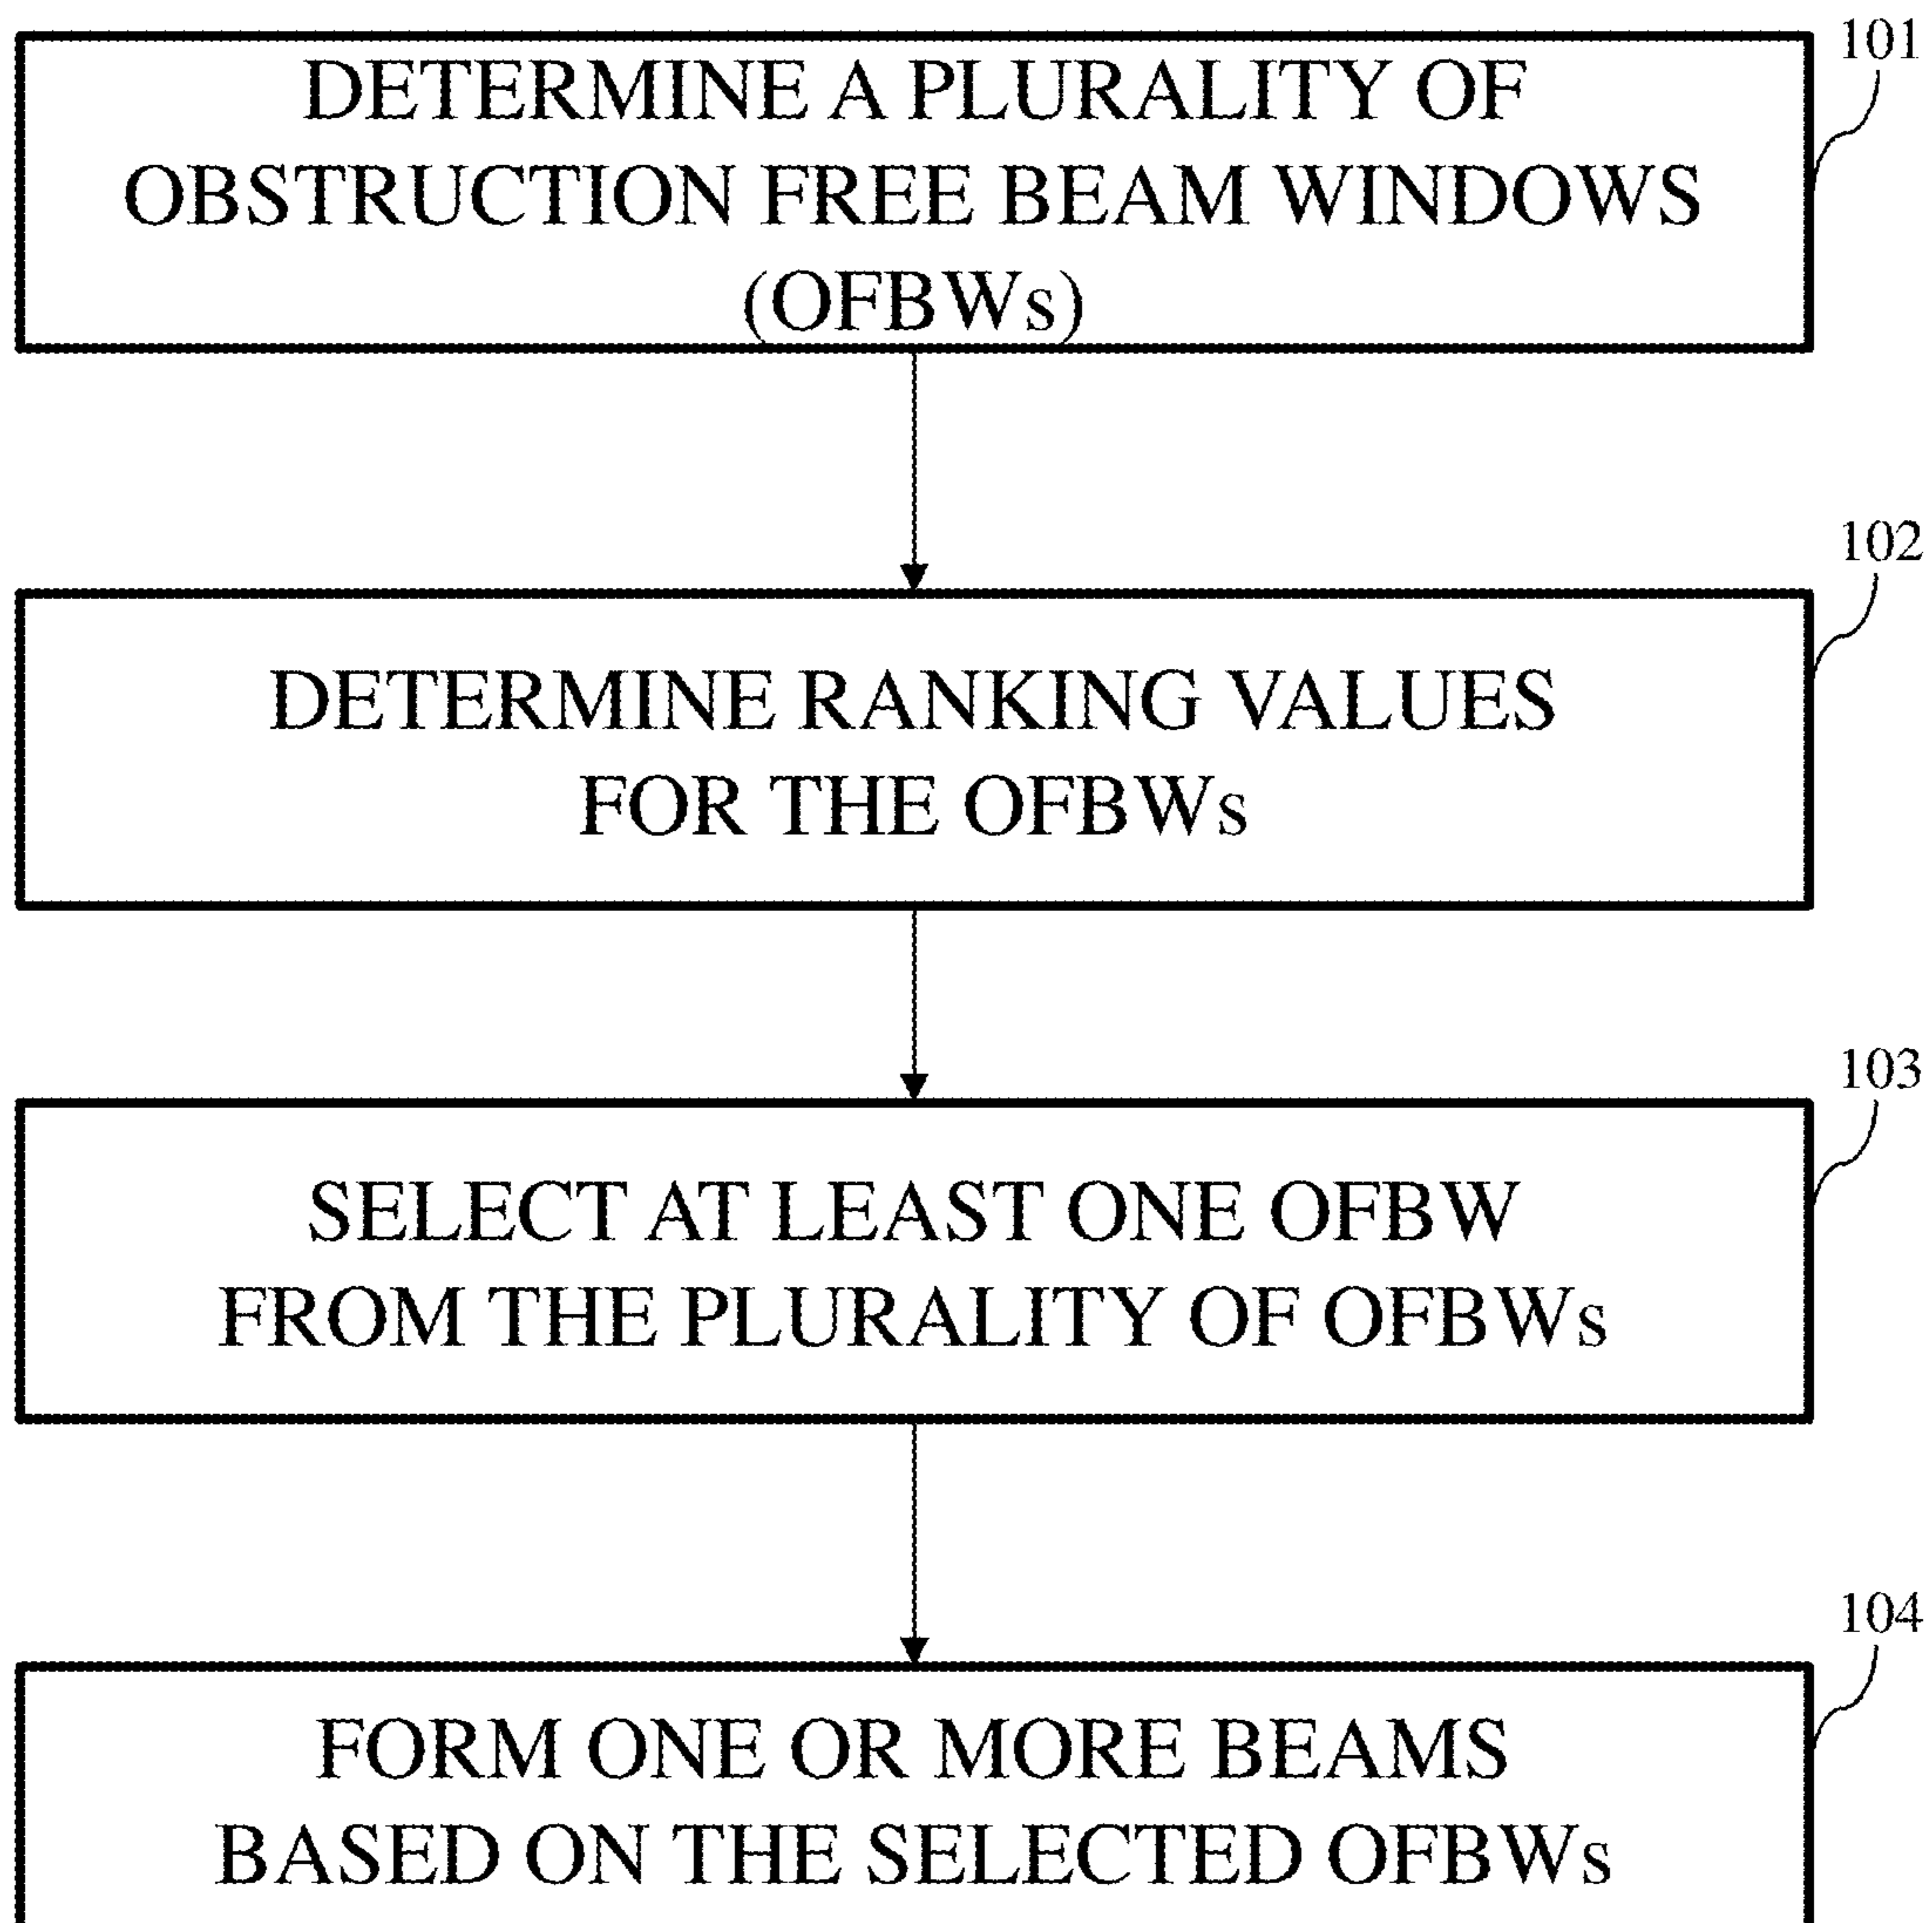 101
DETERMINE A PLURALITY OF
OBSTRUCTION FREE BEAM WINDOWS
(OFBWs)
102
DETERMINE RANKING VALUES
FOR THE OFBWs
103
SELECT AT LEAST ONE OFBW
FROM THE PLURALITY OF OFBWs
104
FORM ONE OR MORE BEAMS
BASED ON THE SELECTED OFBWs